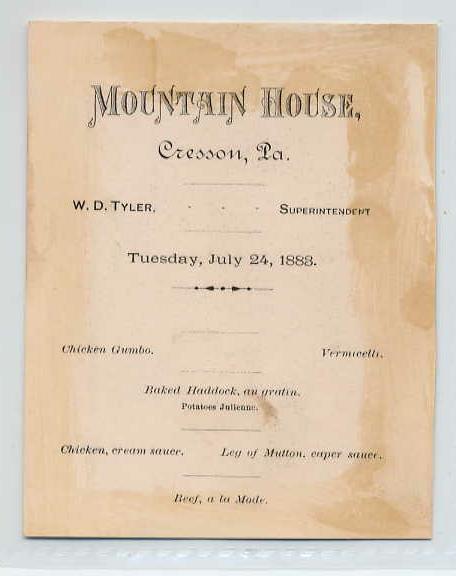 MOUNTAIN HOUSE,
Cresson, Pa.
W. D. TYLER, - - - SUPERINTENDENT
Tuesday, July 24, 1888.
Chicken Gumbo. Vermicelli.
Baked Haddock, au gratin.
Potatoes Julienne.
Chicken, cream sauce. Leg of Mutton, caper sauce.
Beef, a la Mode.